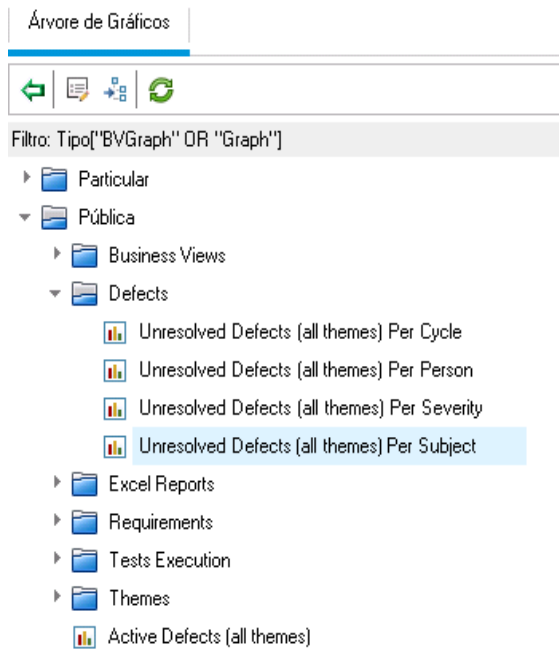 Árvore de Gráficos
Filtro: Tipo["BVGraph" OR "Graph"]
Particular
Pública
Business Views
Defects
Unresolved Defects (all themes) Per Cycle
Unresolved Defects (all themes) Per Person
Unresolved Defects (all themes) Per Severity
Unresolved Defects (all themes) Per Subject
Excel Reports
Requirements
Tests Execution
Themes
Active Defects (all themes)